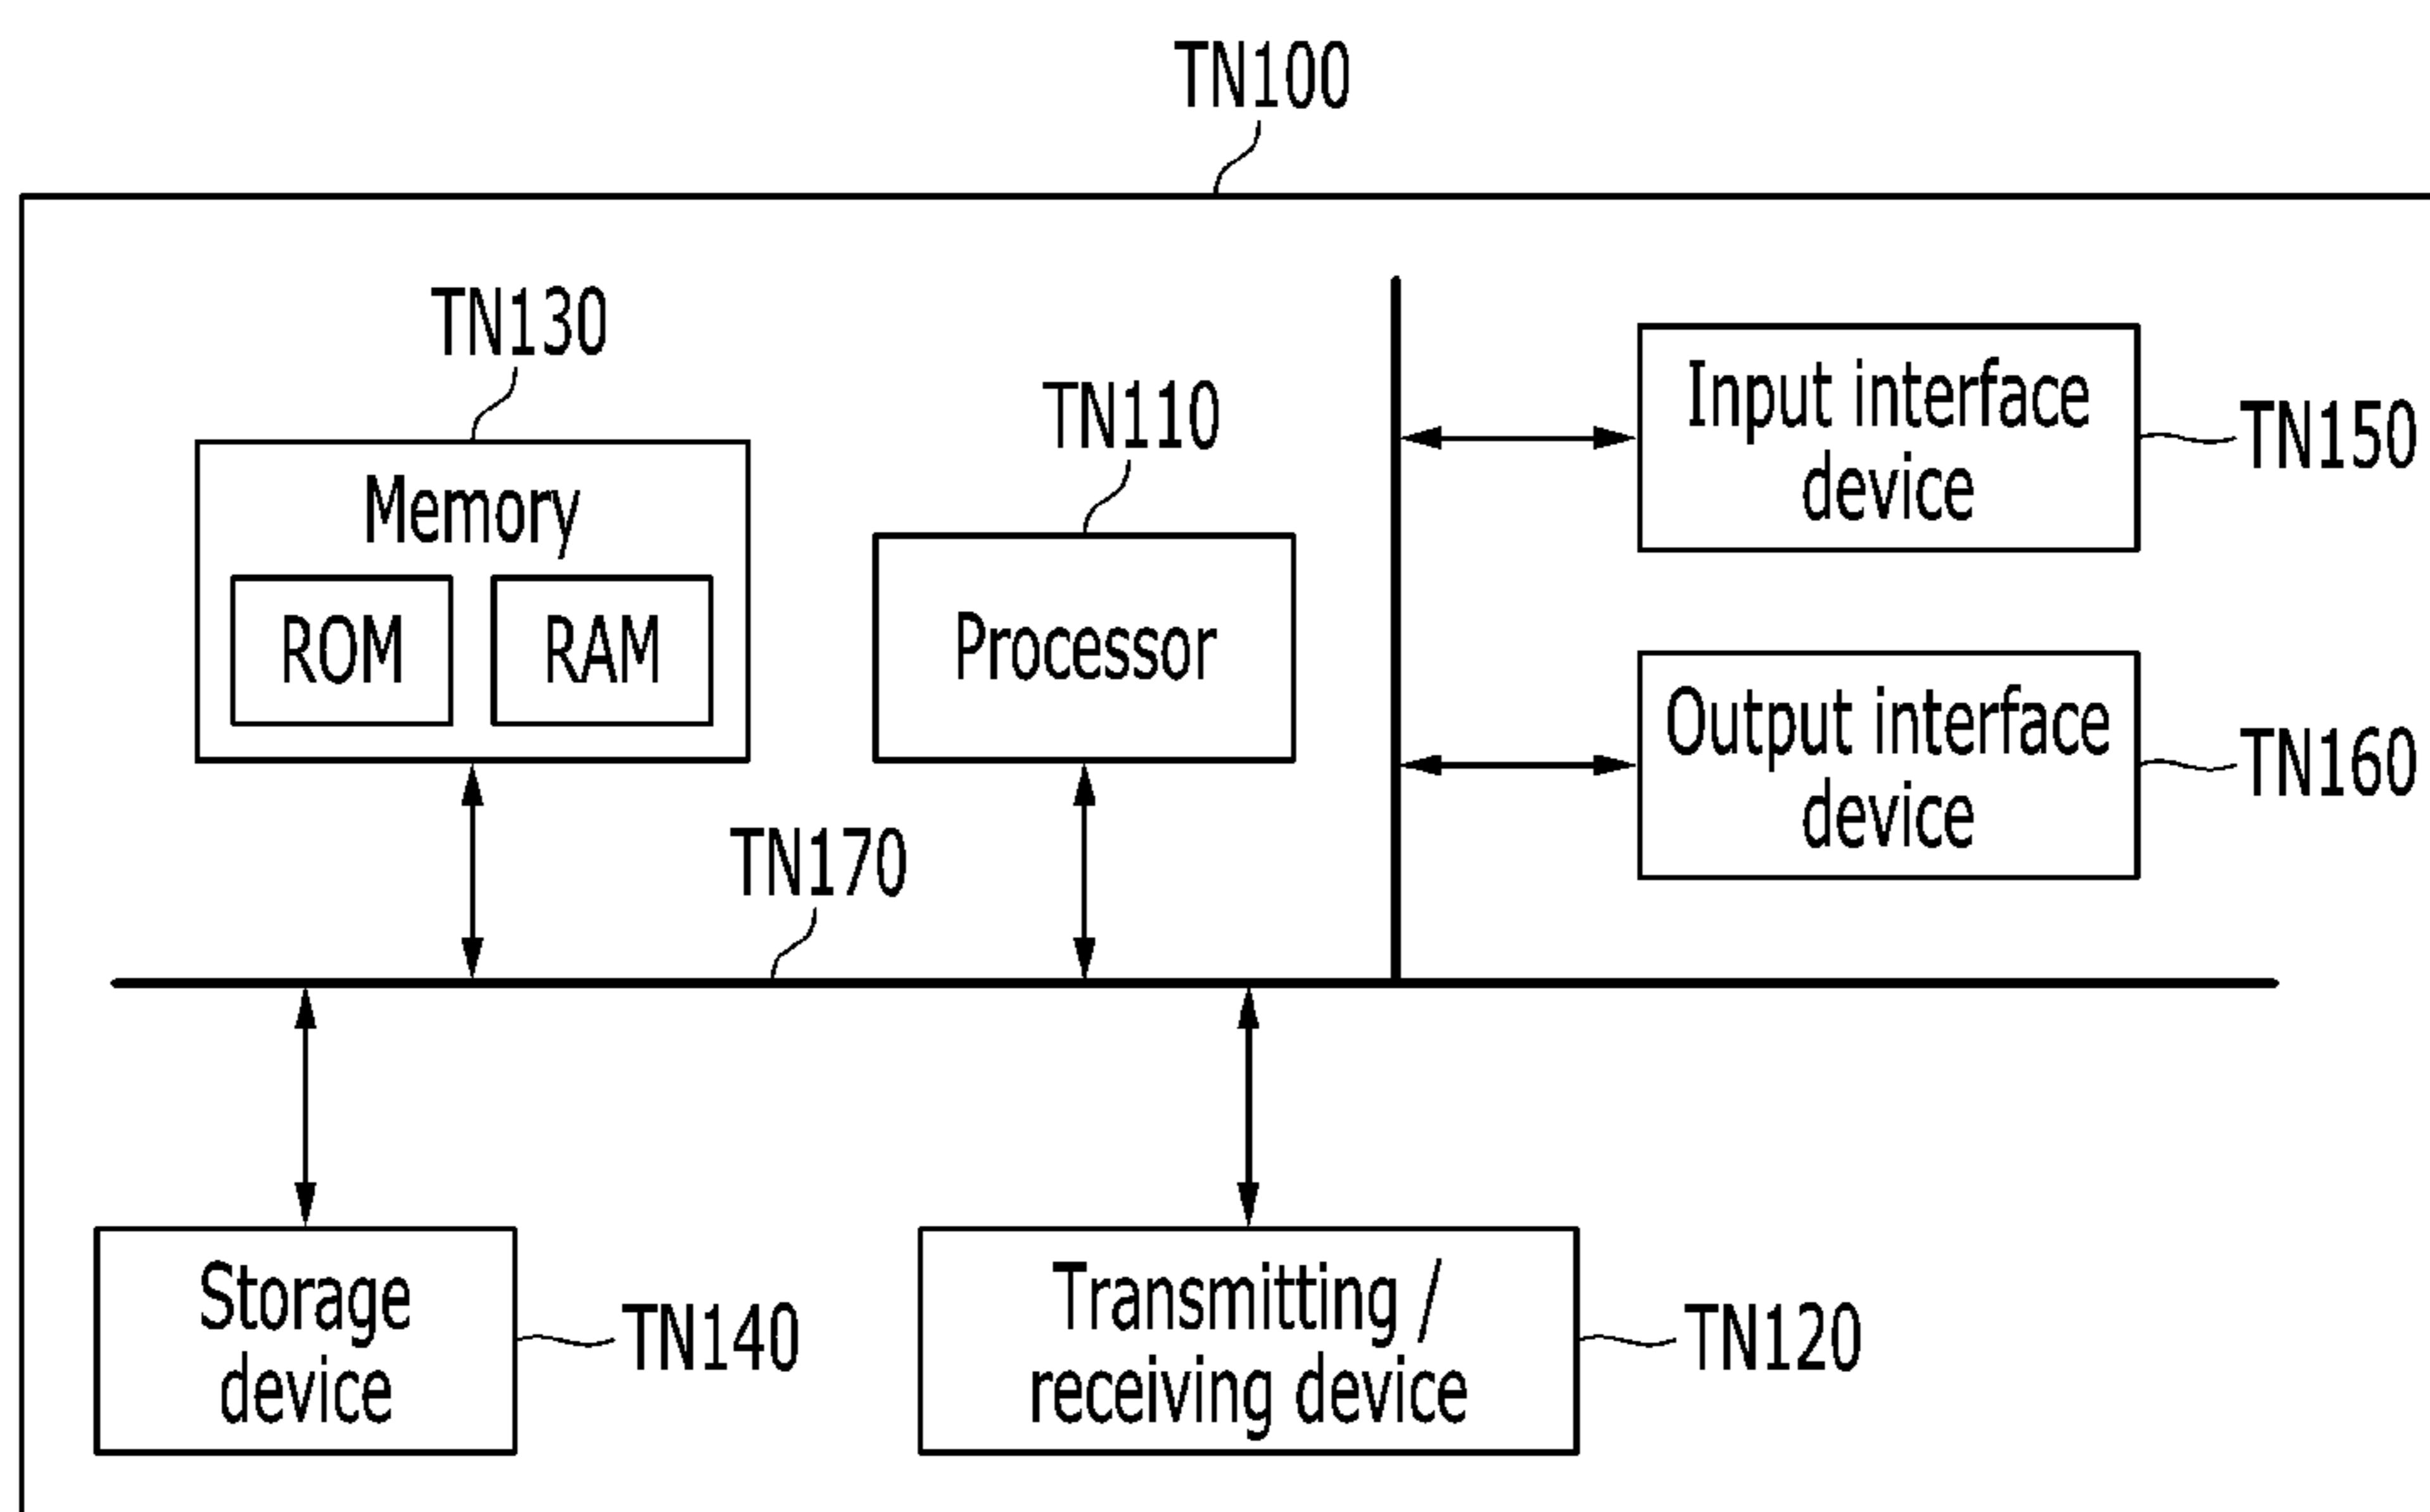 TN100
TN130
Memory
ROM
RAM
TN110
Processor
Input interface
device
TN150
Output interface
device
TN160
TN170
Storage
device
TN140
Transmitting /
receiving device
TN120